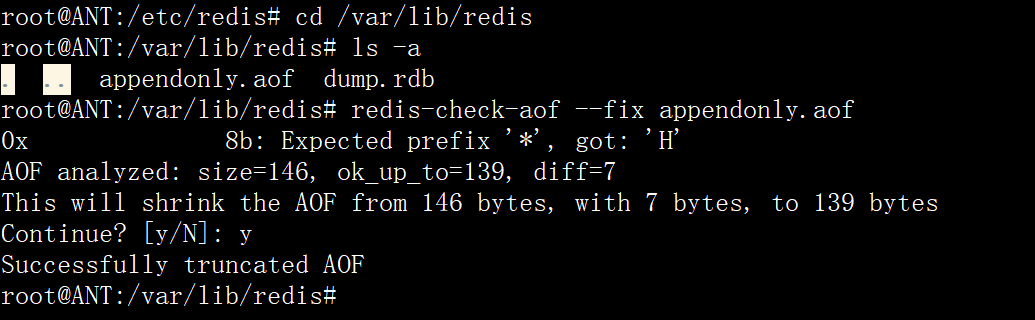 root@ANT:/etc/redis# cd /var/lib/redis
root@ANT:/var/lib/redis# ls -a
.  ..  appendonly.aof  dump.rdb
root@ANT:/var/lib/redis# redis-check-aof --fix appendonly.aof
0x              8b: Expected prefix '*', got: 'H'
AOF analyzed: size=146, ok_up_to=139, diff=7
This will shrink the AOF from 146 bytes, with 7 bytes, to 139 bytes
Continue? [y/N]: y
Successfully truncated AOF
root@ANT:/var/lib/redis#